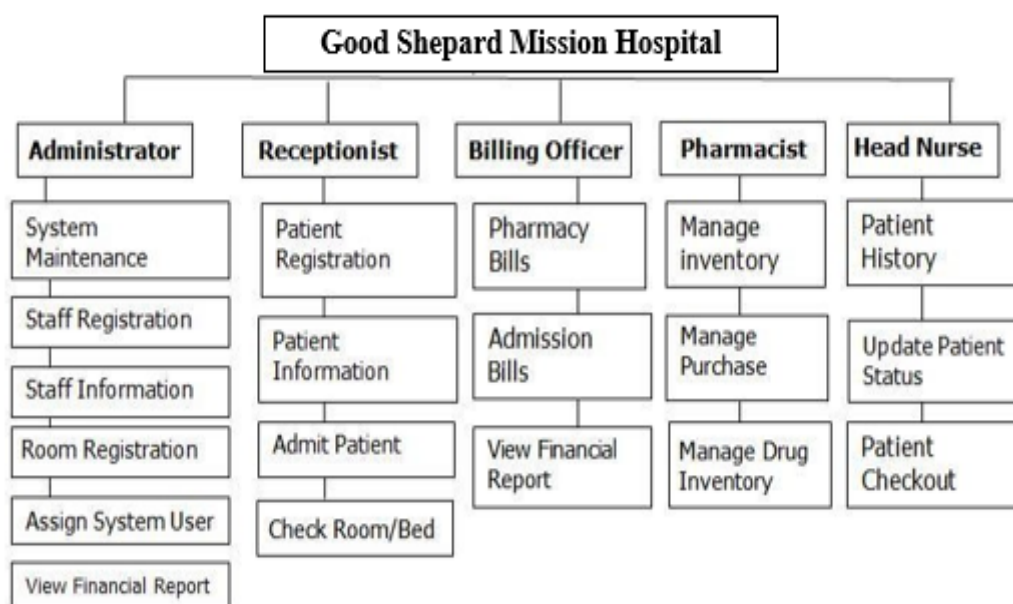 Good Shepard Mission Hospital
Administrator
Receptionist
Billing Officer
Pharmacist
Head Nurse
System
Maintenance
Staff Registration
Staff Information
Room Registration
Assign System User
View Financial Report
Patient
Registration
Patient
Information
Admit Patient
Check Room/Bed
Pharmacy
Bills
Admission
Bills
View Financial
Report
Manage
inventory
Manage
Purchase
Manage Drug
Inventory
Patient
History
Update Patient
Status
Patient
Checkout